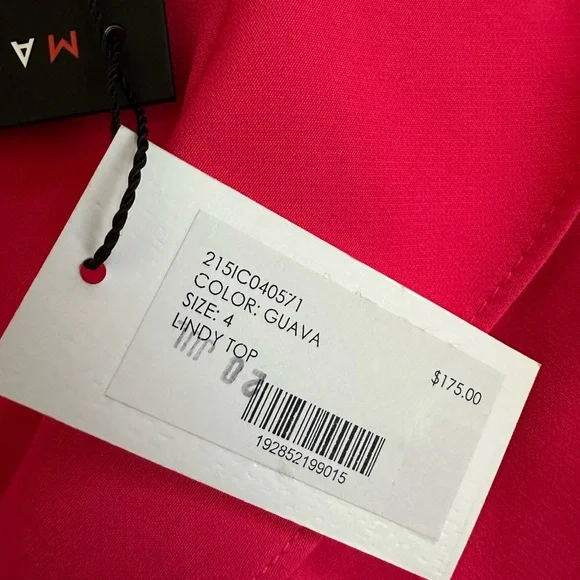 MA
215IC040571
COLOR: GUAVA
SIZE: 4
LINDY TOP
$175.00
192852199015